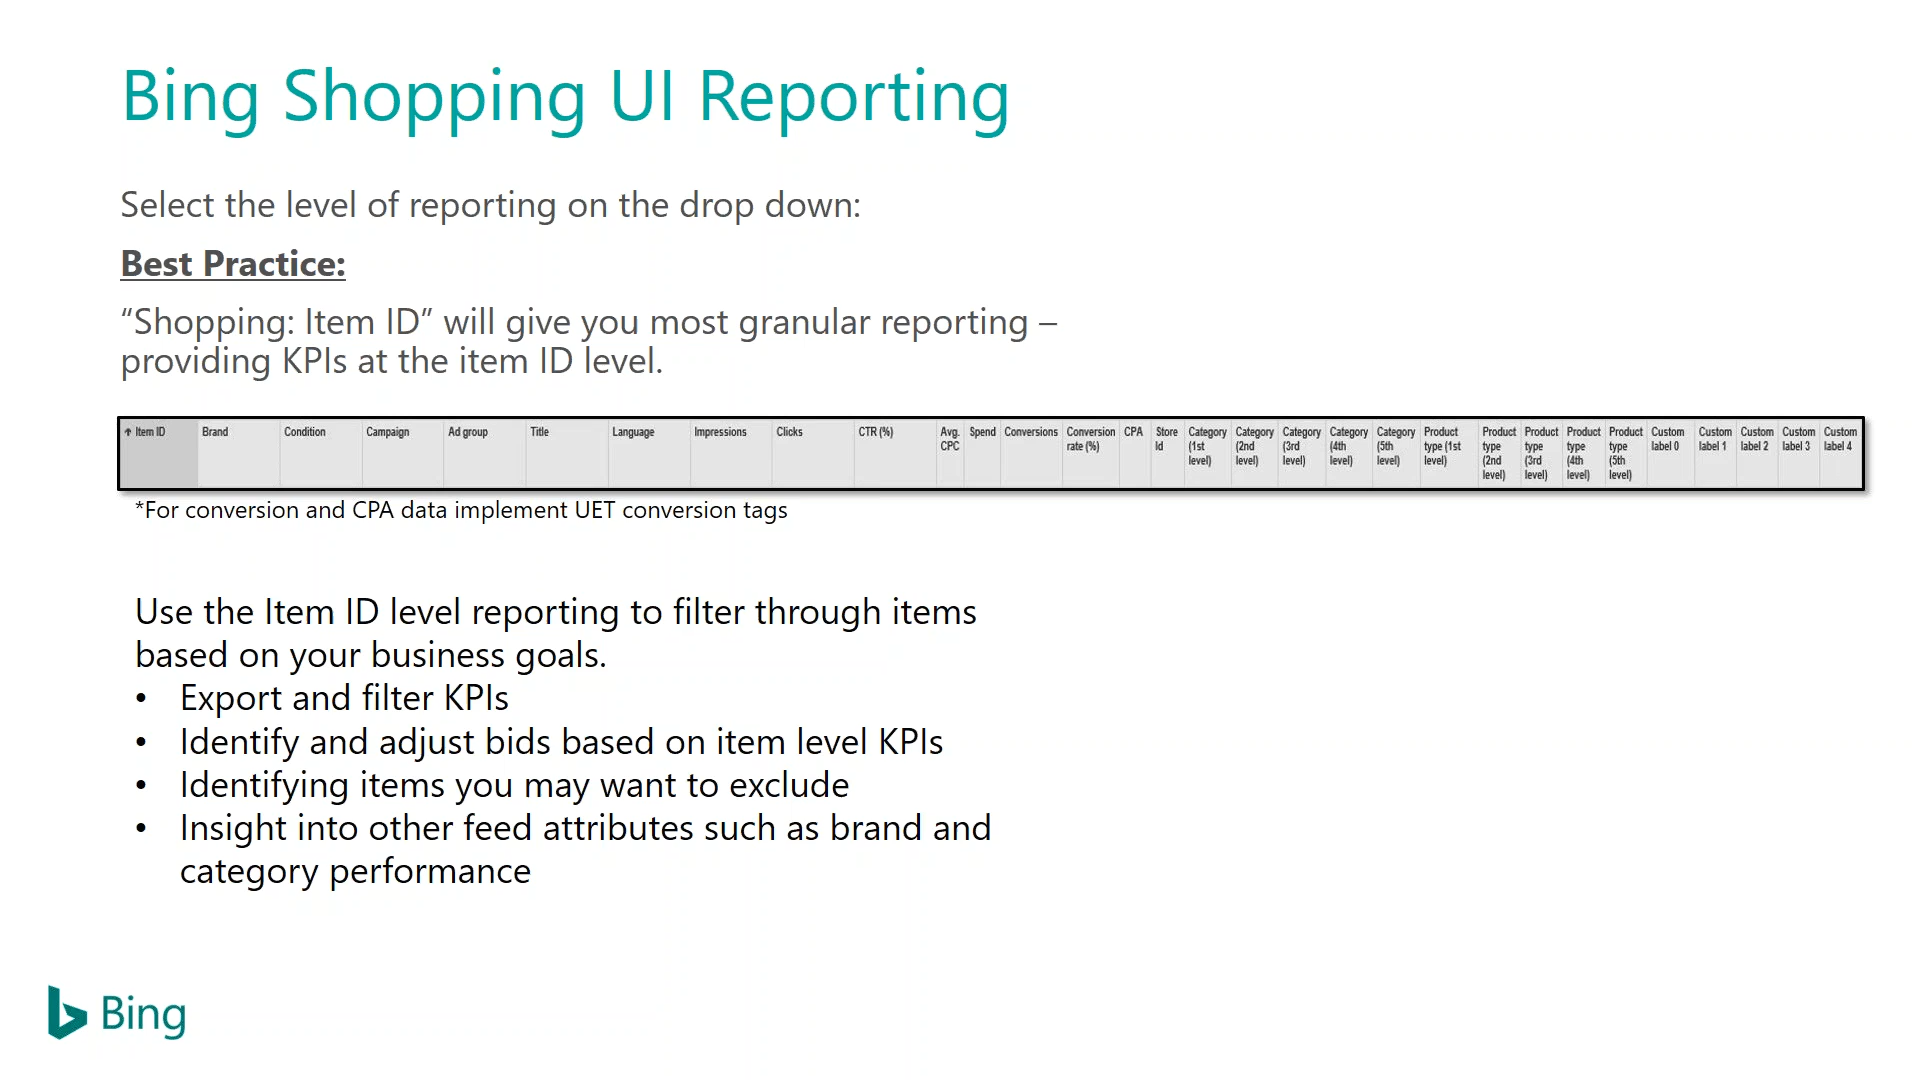 Bing Shopping UI Reporting
Select the level of reporting on the drop down:
Best Practice:
“Shopping: Item ID” will give you most granular reporting –
providing KPIs at the item ID level.
Item ID Brand Condition Campaign Ad group Title Language Impressions Clicks CTR (%) Avg. CPC Spend Conversions Conversion rate (%) CPA Store Id Category (1st level) Category (2nd level) Category (3rd level) Category (4th level) Category (5th level) Product type (1st level) Product type (2nd level) Product type (3rd level) Product type (4th level) Product type (5th level) Custom label 0 Custom label 1 Custom label 2 Custom label 3 Custom label 4
*For conversion and CPA data implement UET conversion tags
Use the Item ID level reporting to filter through items
based on your business goals.
• Export and filter KPIs
• Identify and adjust bids based on item level KPIs
• Identifying items you may want to exclude
• Insight into other feed attributes such as brand and
category performance
Bing